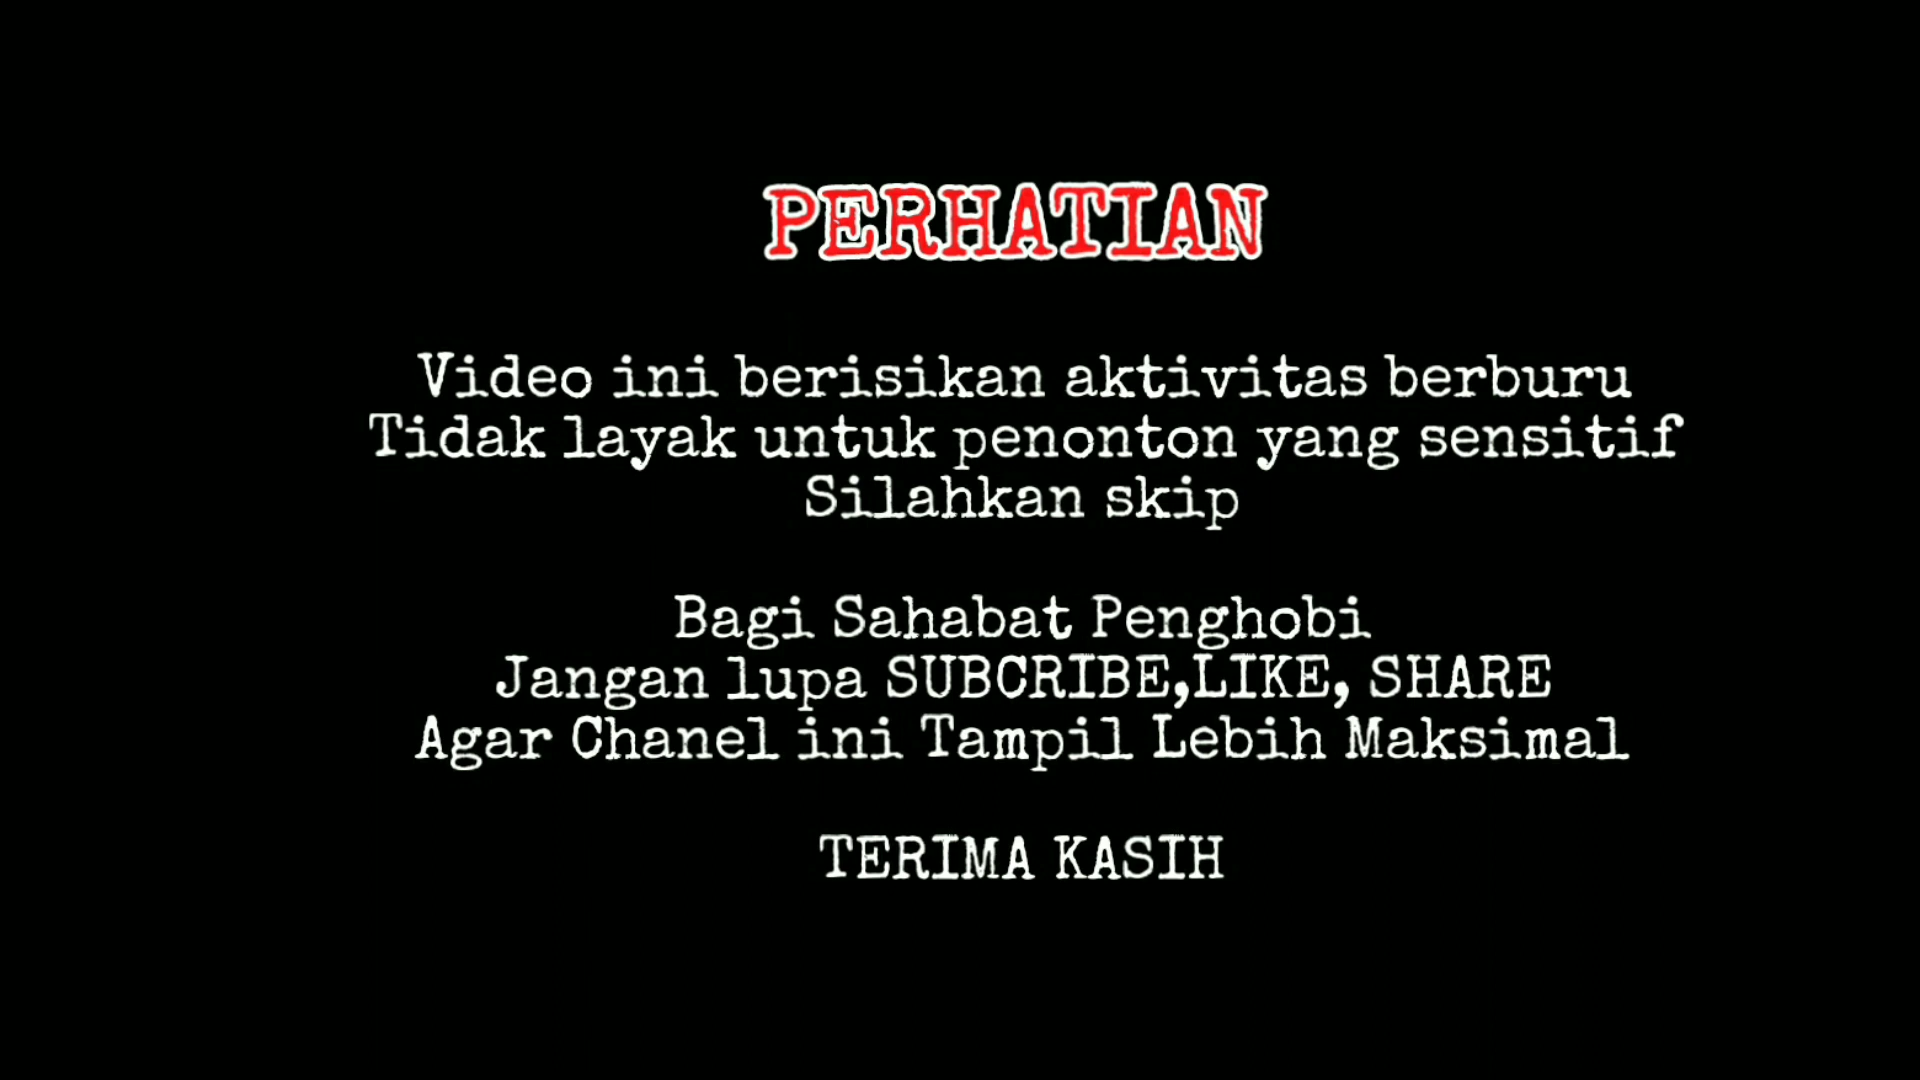 PERHATIAN
Video ini berisikan aktivitas berburu
Tidak layak untuk penonton yang sensitif
Silahkan skip
Bagi Sahabat Penghobi
Jangan lupa SUBCRIBE,LIKE, SHARE
Agar Chanel ini Tampil Lebih Maksimal
TERIMA KASIH